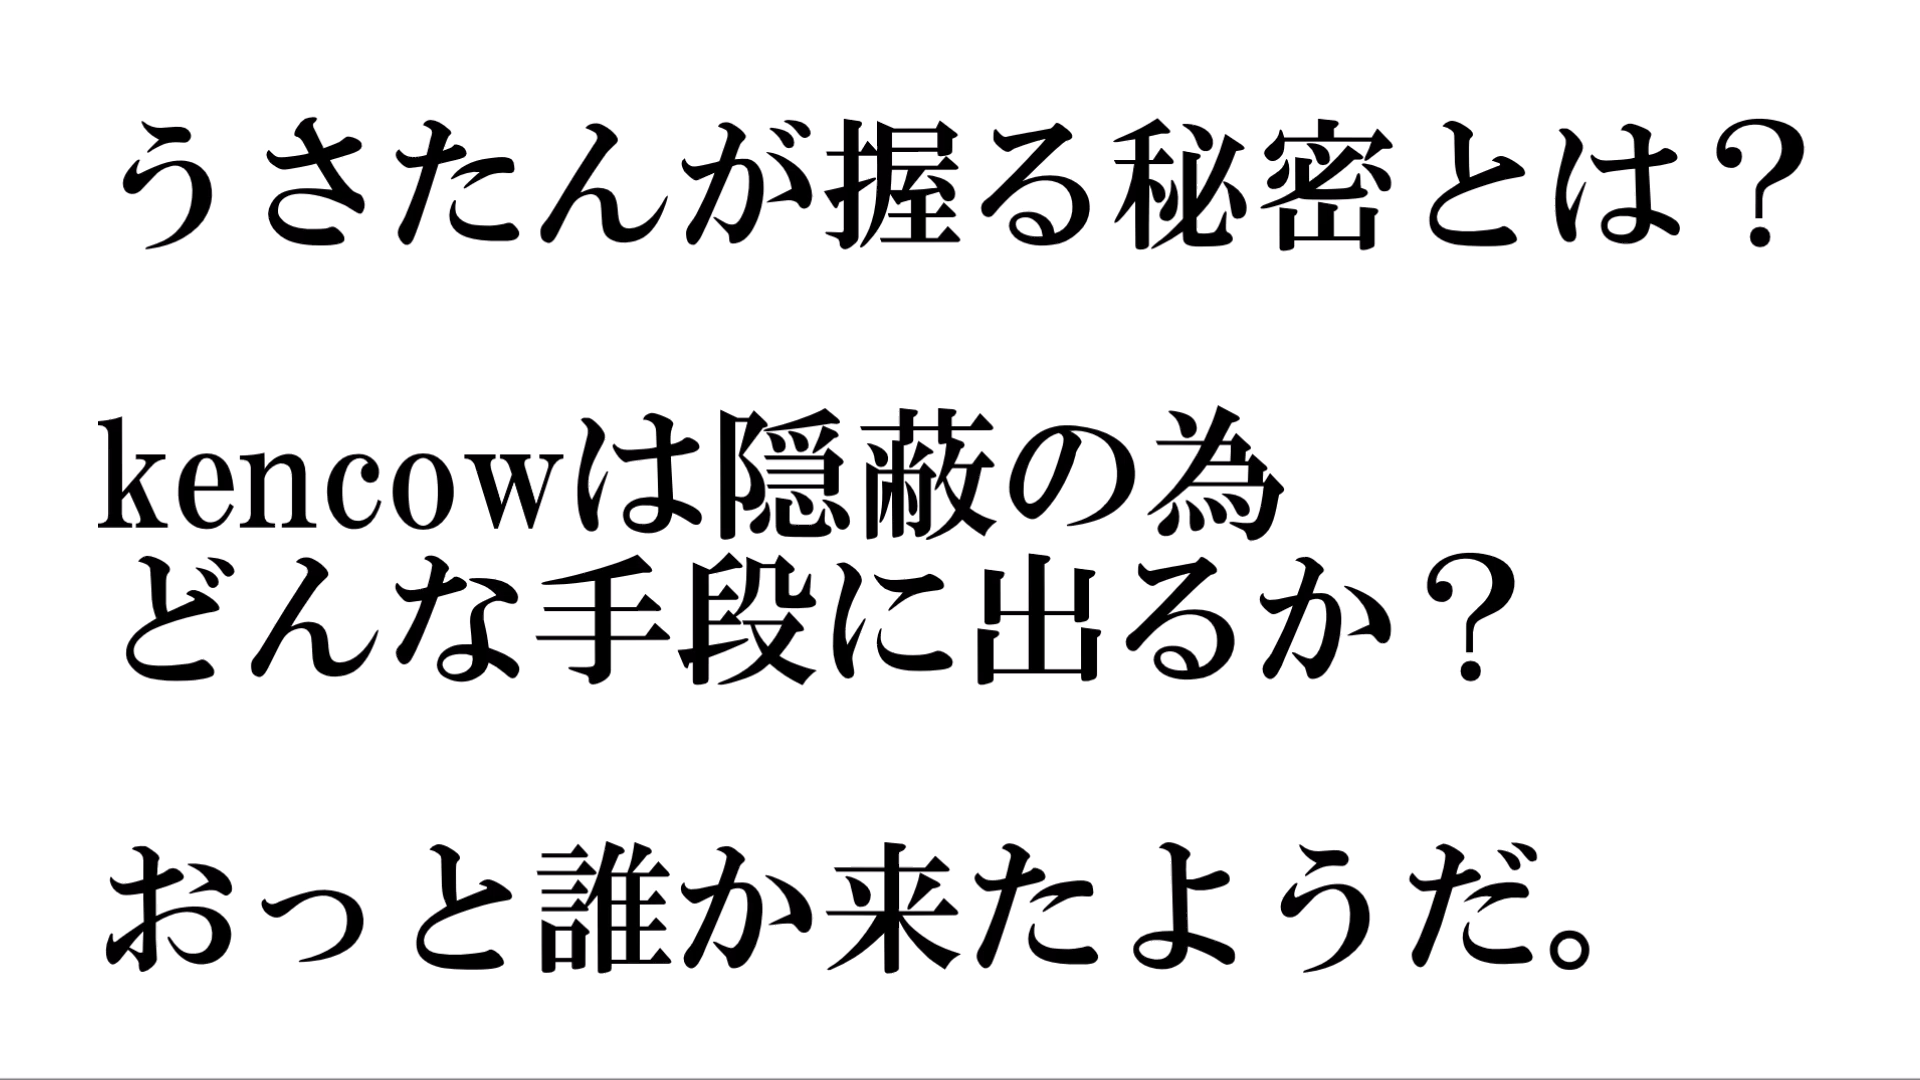 うさたんが握る秘密とは？
kencowは隠蔽の為
どんな手段に出るか？
おっと誰か来たようだ。